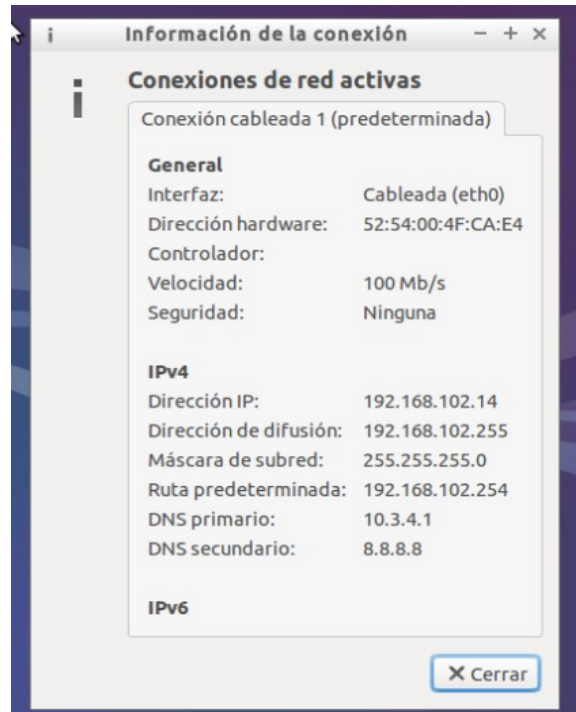 i Información de la conexión − + ×
i
Conexiones de red activas
Conexión cableada 1 (predeterminada)
General
Interfaz: Cableada (eth0)
Dirección hardware: 52:54:00:4F:CA:E4
Controlador:
Velocidad: 100 Mb/s
Seguridad: Ninguna
IPv4
Dirección IP: 192.168.102.14
Dirección de difusión: 192.168.102.255
Máscara de subred: 255.255.255.0
Ruta predeterminada: 192.168.102.254
DNS primario: 10.3.4.1
DNS secundario: 8.8.8.8
IPv6
Cerrar